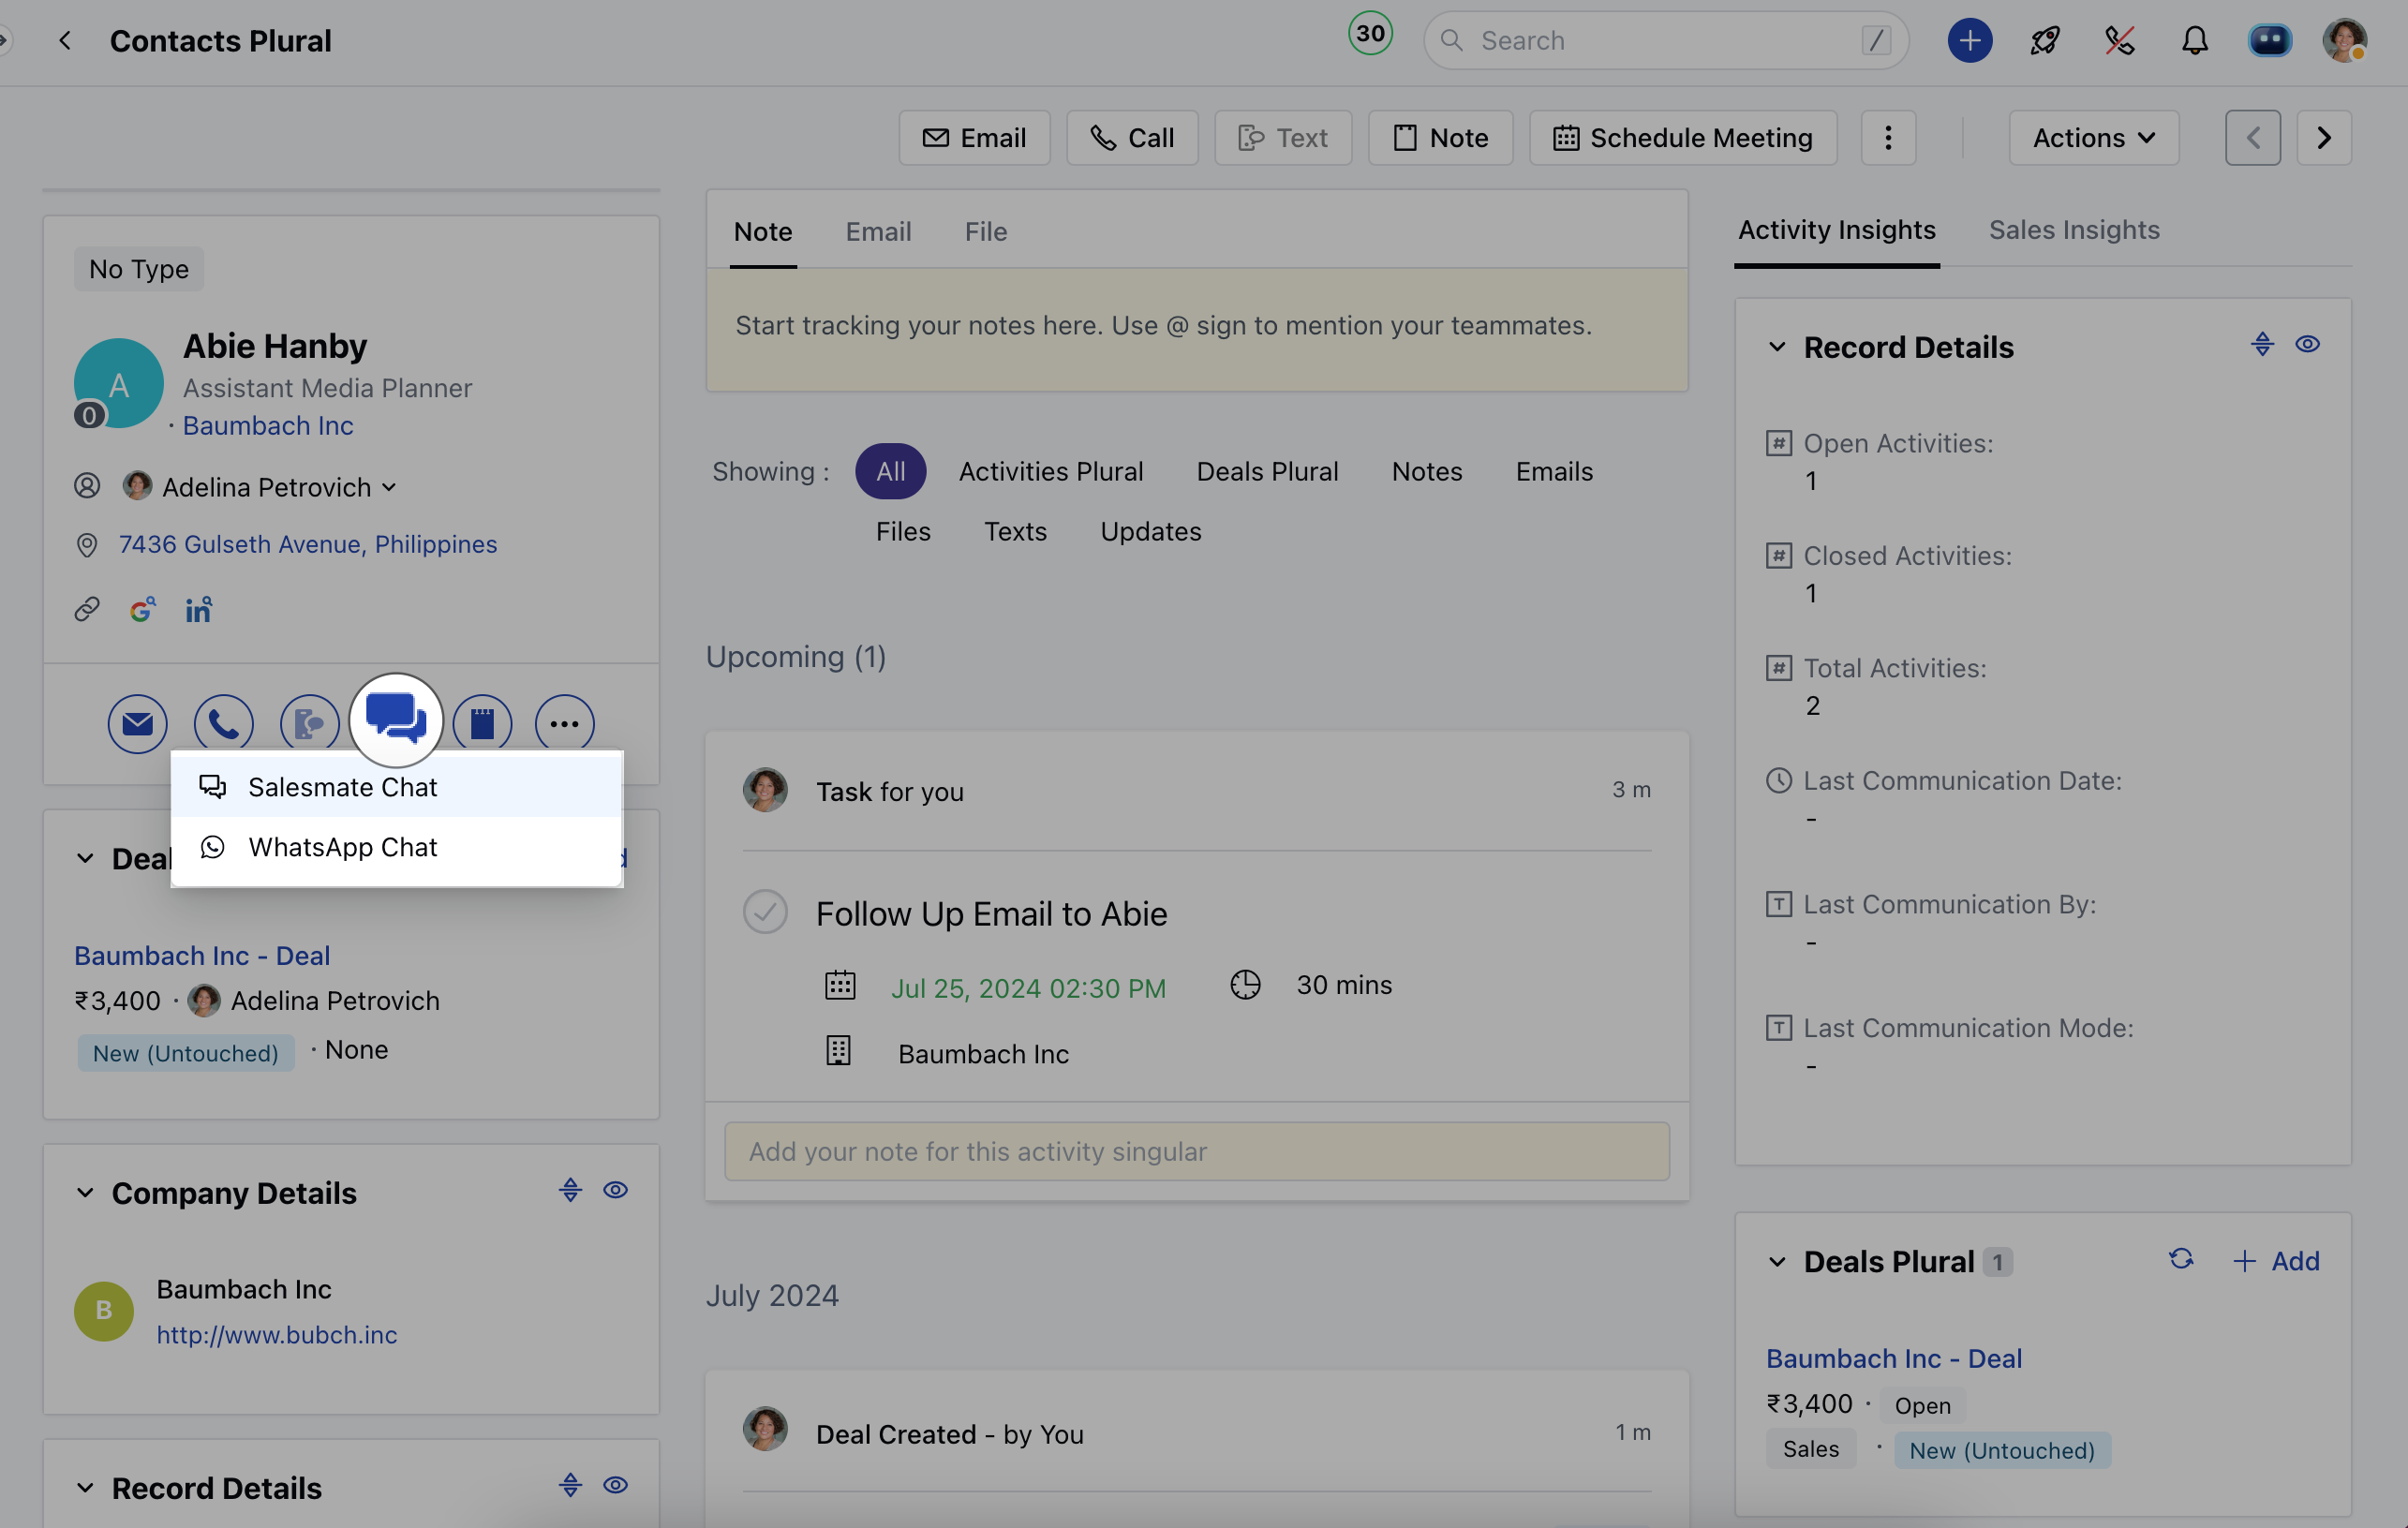 Contacts Plural
30
Search
/
Email
Call
Text
Note
Schedule Meeting
Actions
No Type
A
0
Abie Hanby
Assistant Media Planner
· Baumbach Inc
Adelina Petrovich
7436 Gulseth Avenue, Philippines
Salesmate Chat
WhatsApp Chat
Baumbach Inc - Deal
₹3,400 · Adelina Petrovich
New (Untouched) · None
Company Details
B
Baumbach Inc
http://www.bubch.inc
Record Details
Note Email File
Start tracking your notes here. Use @ sign to mention your teammates.
Showing : All Activities Plural Deals Plural Notes Emails
Files Texts Updates
Upcoming (1)
Task for you
3 m
Follow Up Email to Abie
Jul 25, 2024 02:30 PM
30 mins
Baumbach Inc
Add your note for this activity singular
July 2024
Deal Created - by You
1 m
Activity Insights Sales Insights
Record Details
# Open Activities:
1
# Closed Activities:
1
# Total Activities:
2
Last Communication Date:
-
T Last Communication By:
-
T Last Communication Mode:
-
Deals Plural 1
+ Add
Baumbach Inc - Deal
₹3,400 · Open
Sales · New (Untouched)